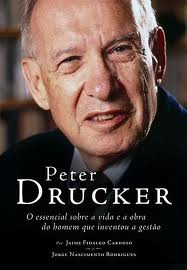 Peter
DRUCKER
O essencial sobre a vida e a obra
do homem que inventou a gestão
Por Jaime Fidalgo Cardoso
e
Jorge Nascimento Rodrigues